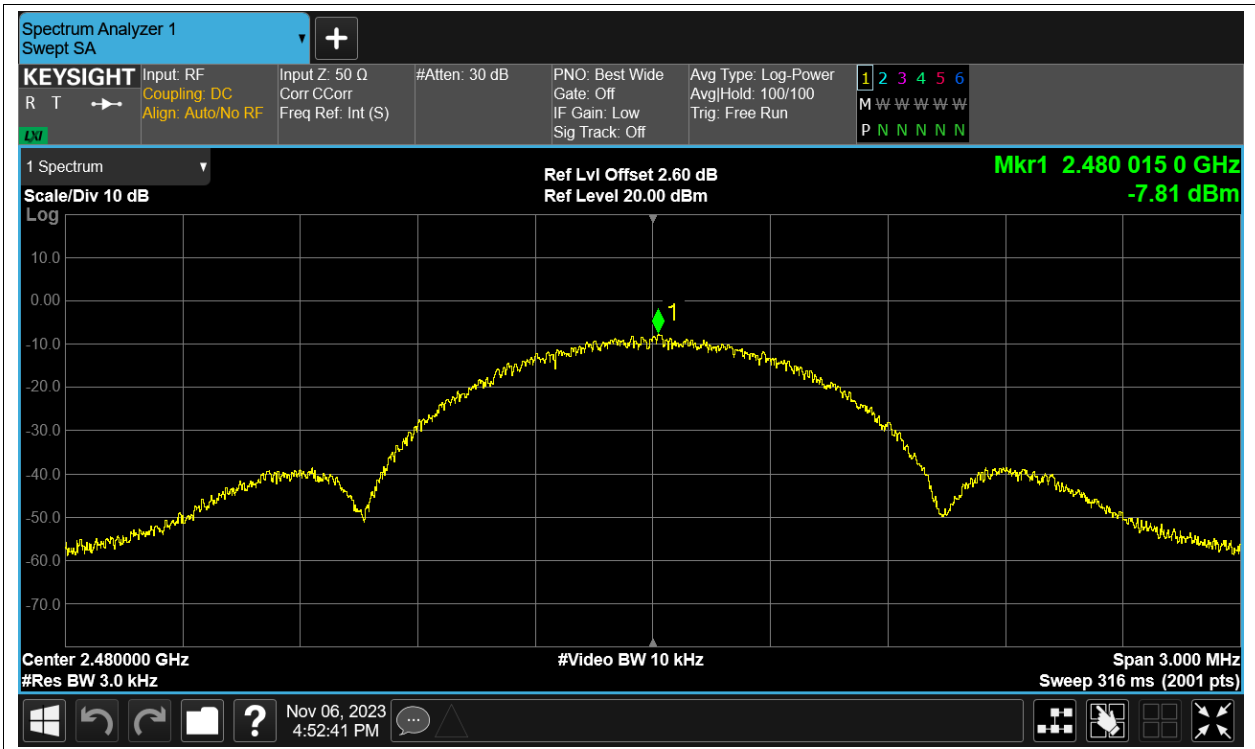 Spectrum Analyzer 1
Swept SA
KEYSIGHT
R T
LXI
Input: RF
Coupling: DC
Align: Auto/No RF
Input Z: 50 Ω
Corr CCorr
Freq Ref: Int (S)
#Atten: 30 dB
PNO: Best Wide
Gate: Off
IF Gain: Low
Sig Track: Off
Avg Type: Log-Power
Avg|Hold: 100/100
Trig: Free Run
1 2 3 4 5 6
M W W W W W
P N N N N N
1 Spectrum
Scale/Div 10 dB
Log
Ref Lvl Offset 2.60 dB
Ref Level 20.00 dBm
Mkr1 2.480 015 0 GHz
-7.81 dBm
10.0
0.00
-10.0
-20.0
-30.0
-40.0
-50.0
-60.0
-70.0
1
Center 2.480000 GHz
#Res BW 3.0 kHz
#Video BW 10 kHz
Span 3.000 MHz
Sweep 316 ms (2001 pts)
?
Nov 06, 2023
4:52:41 PM